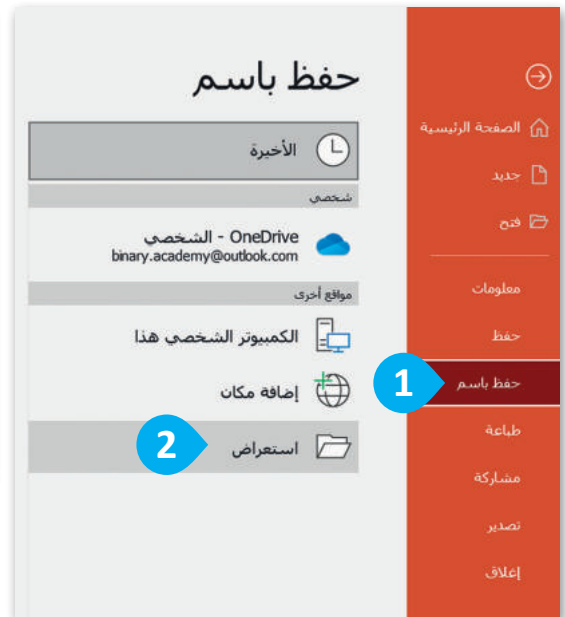 الصفحة الرئيسية
جديد
فتح
معلومات
حفظ
حفظ باسم
1
طباعة
مشاركة
تصدير
إغلاق
حفظ باسم
الأخيرة
شخصي
OneDrive - الشخصي
binary.academy@outlook.com
مواقع أخرى
الكمبيوتر الشخصي هذا
إضافة مكان
استعراض
2